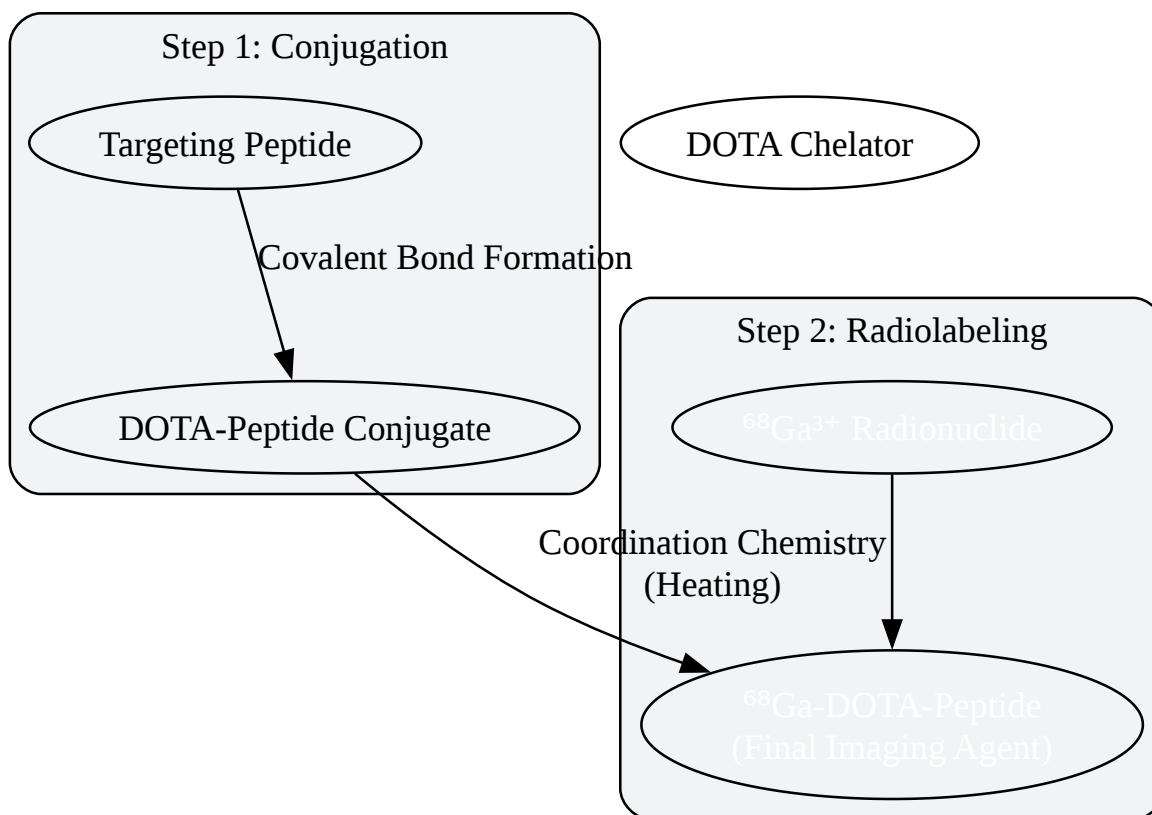 Step 1: Conjugation
Targeting Peptide
DOTA Chelator
Covalent Bond Formation
Step 2: Radiolabeling
DOTA-Peptide Conjugate
⁶⁸Ga³⁺ Radionuclide
Coordination Chemistry
(Heating)
⁶⁸Ga-DOTA-Peptide
(Final Imaging Agent)